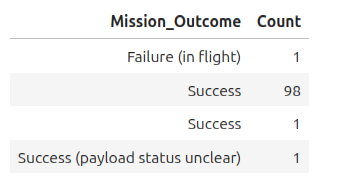 Mission_Outcome Count
Failure (in flight) 1
Success 98
Success 1
Success (payload status unclear) 1